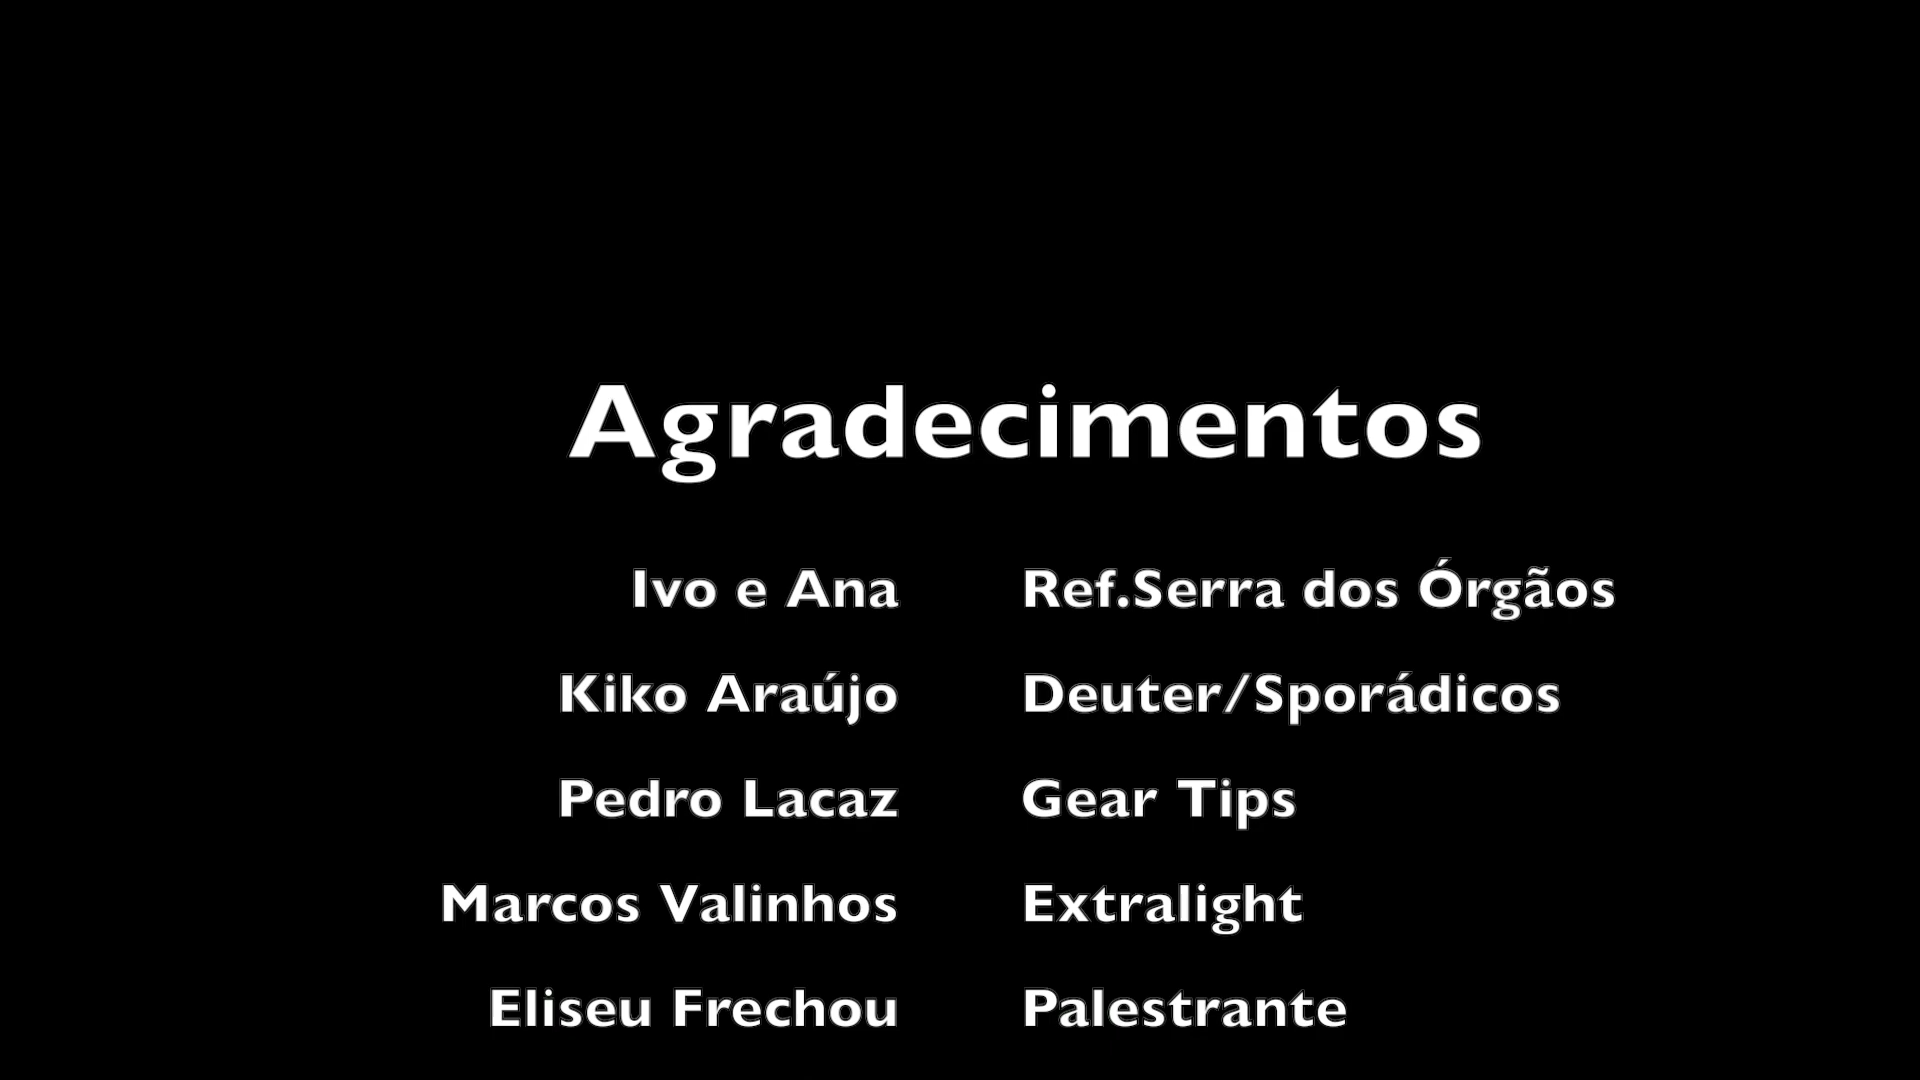 Agradecimentos
Ivo e Ana Ref.Serra dos Órgãos
Kiko Araújo Deuter/Sporádicos
Pedro Lacaz Gear Tips
Marcos Valinhos Extralight
Eliseu Frechou Palestrante